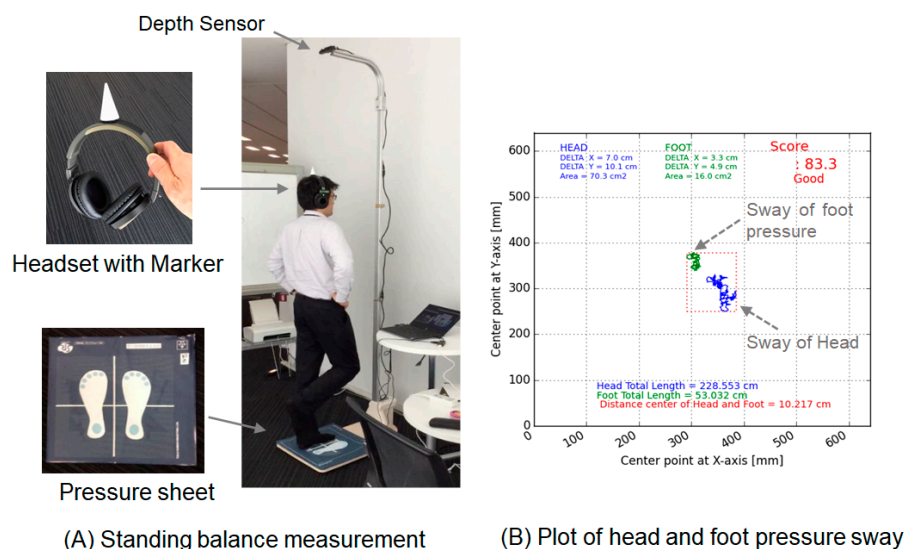 Depth Sensor
Headset with Marker
Pressure sheet
(A) Standing balance measurement
HEAD
DELTA X = 7.0 cm
DELTA Y = 10.1 cm
Area = 70.3 cm2
FOOT
DELTA X = 3.3 cm
DELTA Y = 4.9 cm
Area = 16.0 cm2
Score
: 83.3
Good
Sway of foot
pressure
Sway of Head
Head Total Length = 228.553 cm
Foot Total Length = 53.032 cm
Distance center of Head and Foot = 10.217 cm
Center point at Y-axis [mm]
600
500
400
300
200
100
0
0
100
200
300
400
500
600
Center point at X-axis [mm]
(B) Plot of head and foot pressure sway